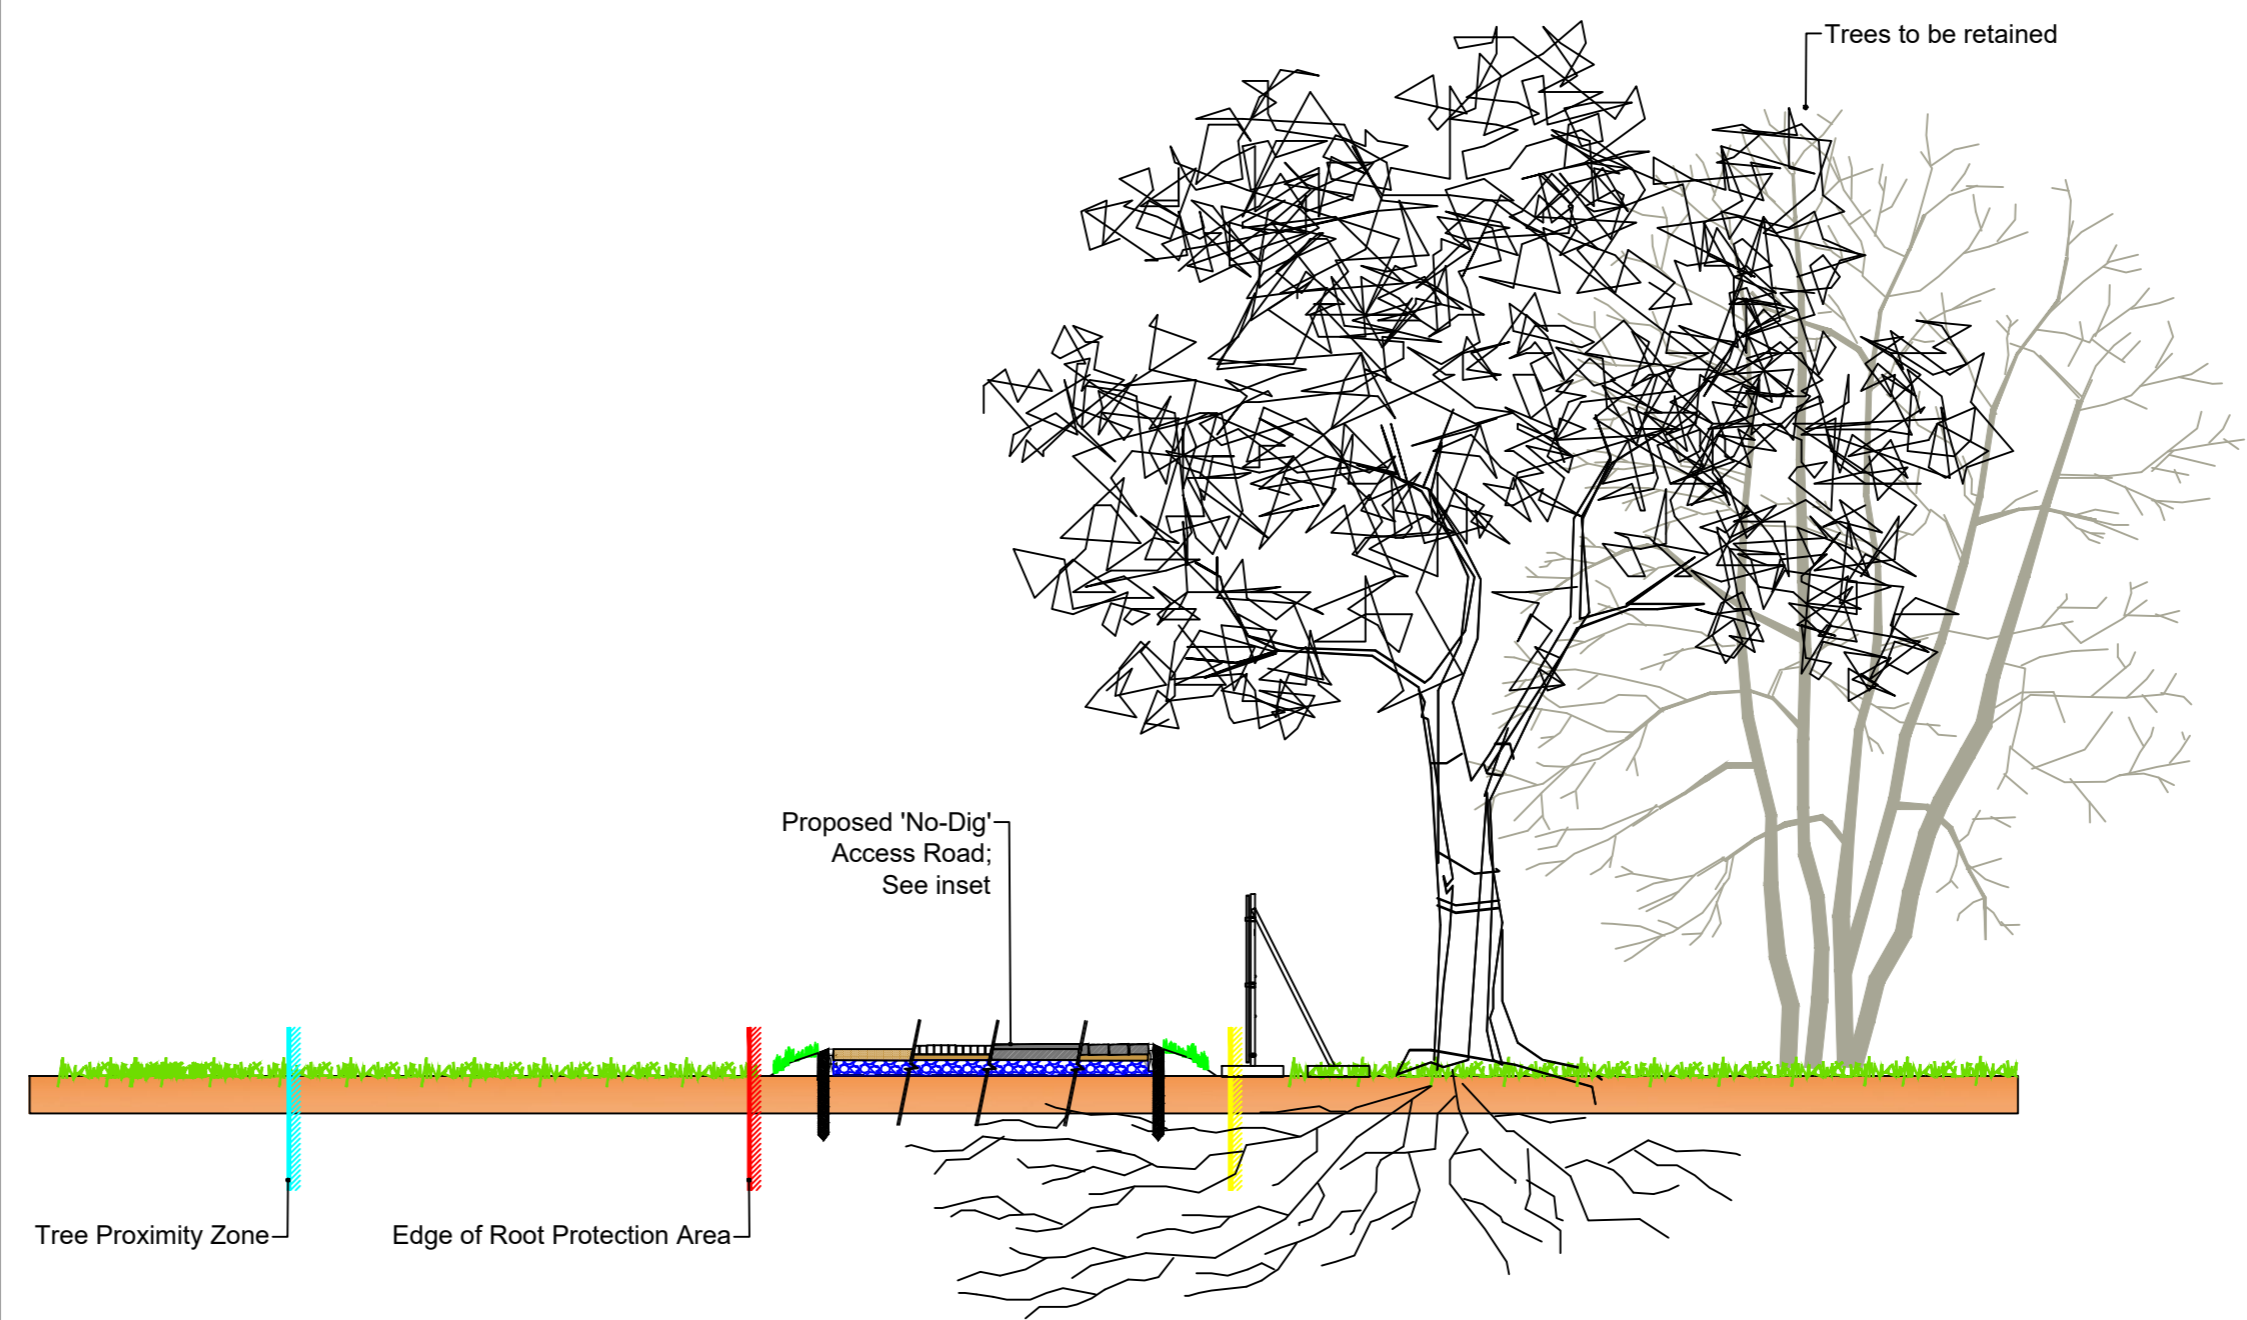 Trees to be retained
Proposed 'No-Dig'
Access Road;
See inset
Tree Proximity Zone
Edge of Root Protection Area